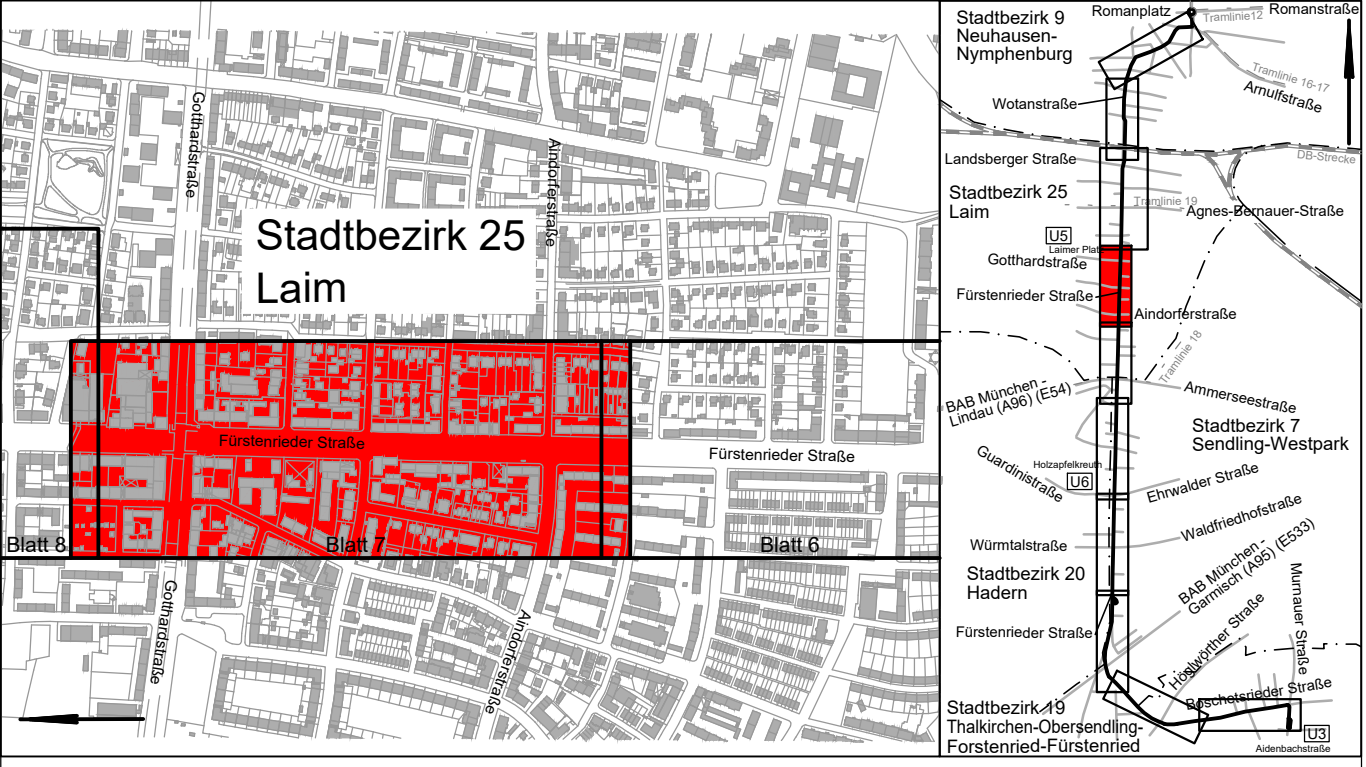 Gotthardstraße
Aindorferstraße
Stadtbezirk 25
Laim
Fürstenrieder Straße
Fürstenrieder Straße
Blatt 8
Blatt 7
Blatt 6
Gotthardstraße
Aindorferstraße
Stadtbezirk 9
Neuhausen-
Nymphenburg
Romanplatz
Romanstraße
Tramlinie12
Tramlinie 16-17
Arnulfstraße
Wotanstraße
Landsberger Straße
DB-Strecke
Stadtbezirk 25
Laim
Tramlinie 19
Agnes-Bernauer-Straße
U5
Laimer Platz
Gotthardstraße
Fürstenrieder Straße
Aindorferstraße
Tramlinie 18
BAB München -
Lindau (A96) (E54)
Ammerseestraße
Stadtbezirk 7
Sendling-Westpark
Guardinistraße
Holzapfelkreuth
U6
Ehrwalder Straße
Waldfriedhofstraße
Würmtalstraße
BAB München -
Garmisch (A95) (E533)
Stadtbezirk 20
Hadern
Murnauer Straße
Fürstenrieder Straße
Höglwörther Straße
Boschetsrieder Straße
Stadtbezirk 19
Thalkirchen-Obersendling-
Forstenried-Fürstenried
U3
Aidenbachstraße